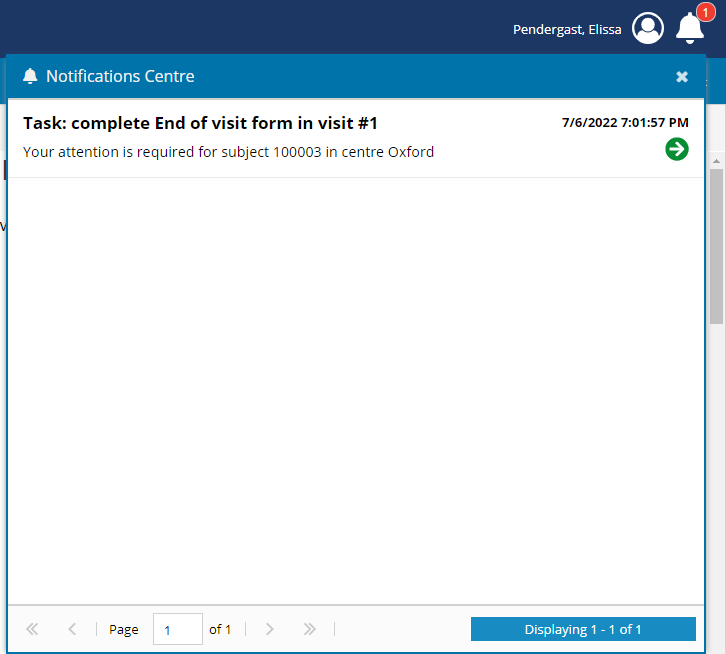 Pendergast, Elissa
1
Notifications Centre
Task: complete End of visit form in visit #1
7/6/2022 7:01:57 PM
Your attention is required for subject 100003 in centre Oxford
Page 1 of 1
Displaying 1 - 1 of 1